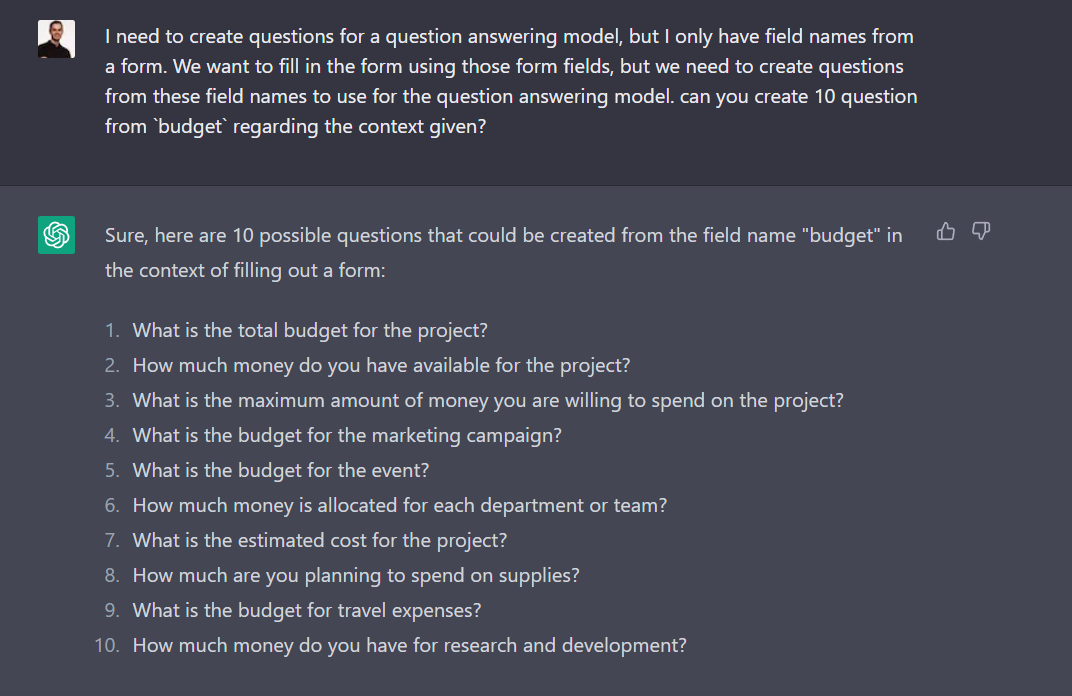 I need to create questions for a question answering model, but I only have field names from
a form. We want to fill in the form using those form fields, but we need to create questions
from these field names to use for the question answering model. can you create 10 question
from `budget` regarding the context given?
Sure, here are 10 possible questions that could be created from the field name "budget" in
the context of filling out a form:
1. What is the total budget for the project?
2. How much money do you have available for the project?
3. What is the maximum amount of money you are willing to spend on the project?
4. What is the budget for the marketing campaign?
5. What is the budget for the event?
6. How much money is allocated for each department or team?
7. What is the estimated cost for the project?
8. How much are you planning to spend on supplies?
9. What is the budget for travel expenses?
10. How much money do you have for research and development?